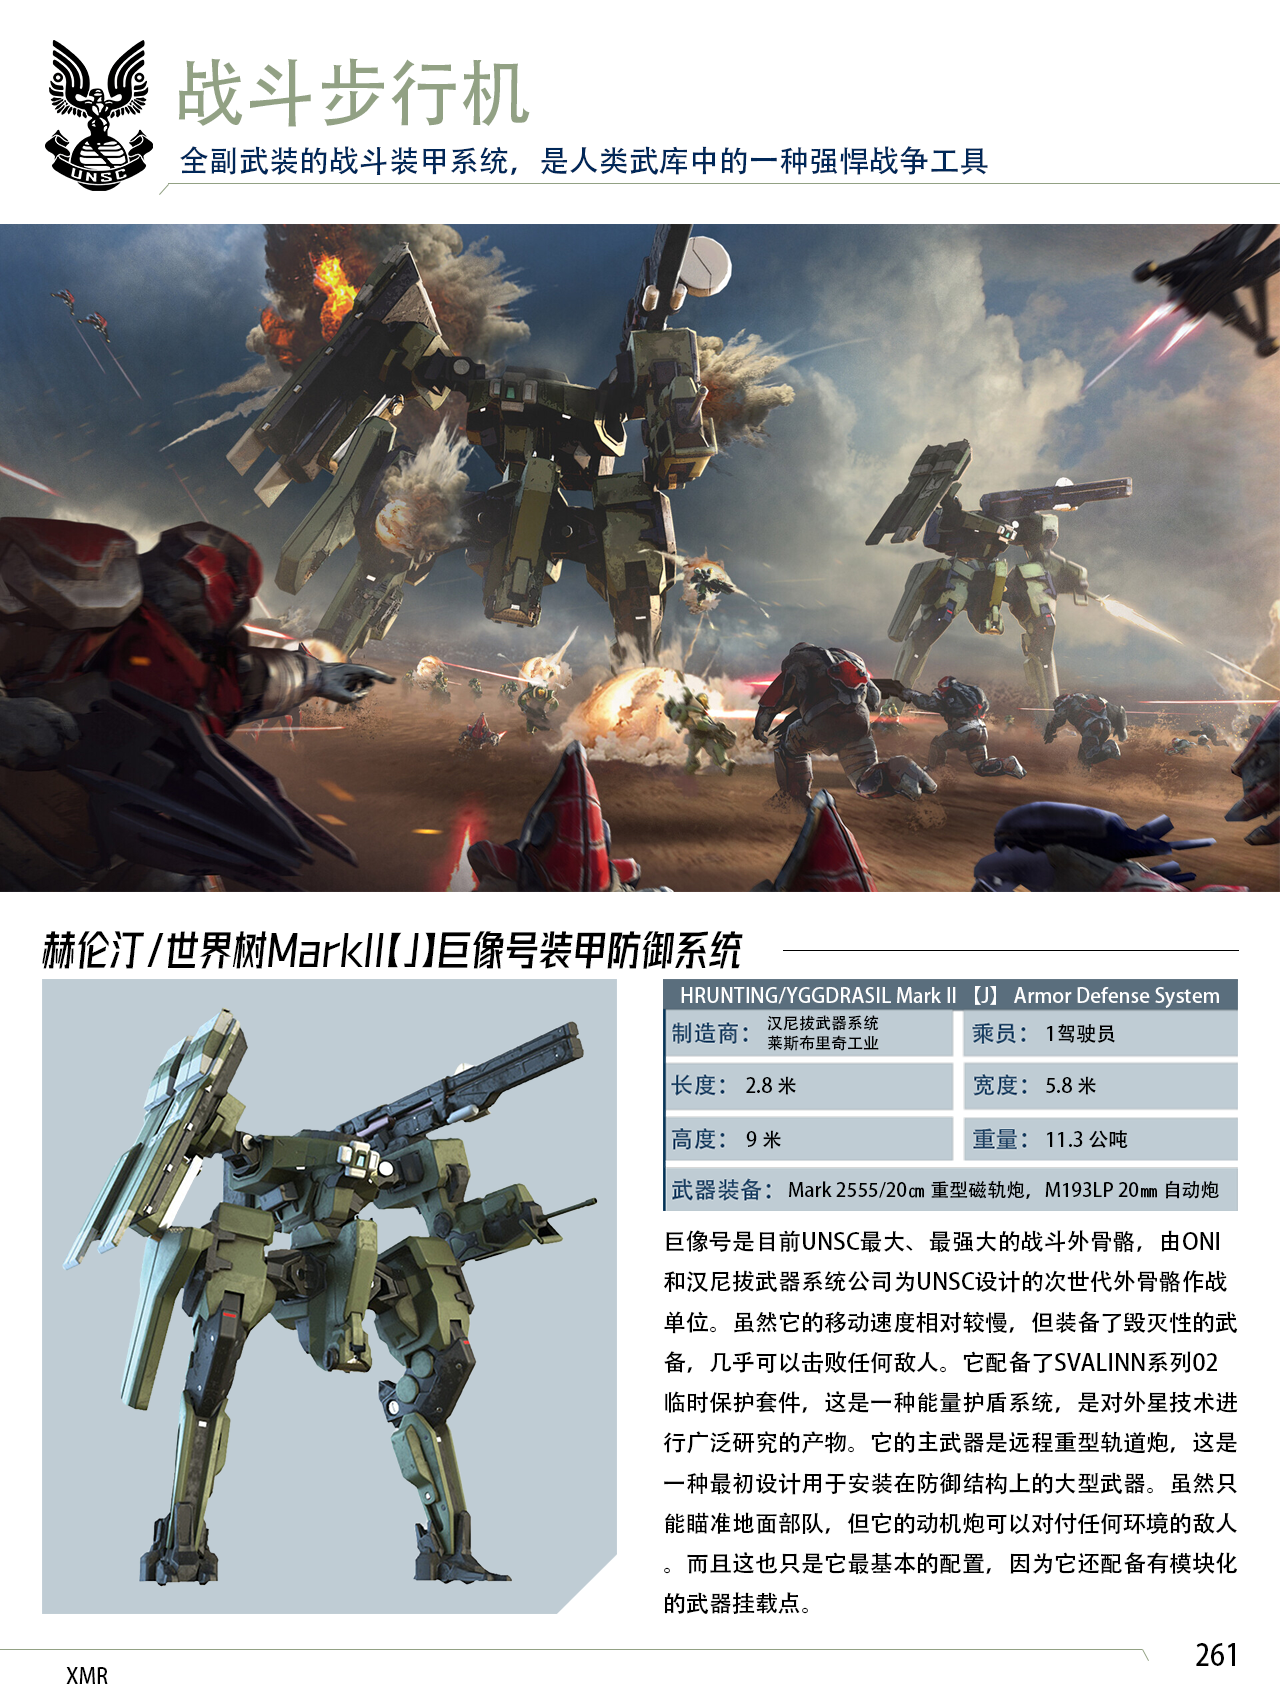 UNSC
战斗步行机
全副武装的战斗装甲系统，是人类武库中的一种强悍战争工具
赫伦汀/世界树MarkII【J】巨像号装甲防御系统
HRUNTING/YGGDRASIL Mark II 【J】 Armor Defense System
制造商： 汉尼拔武器系统
莱斯布里奇工业
乘员： 1驾驶员
长度： 2.8 米
宽度： 5.8 米
高度： 9 米
重量： 11.3 公吨
武器装备： Mark 2555/20㎝ 重型磁轨炮，M193LP 20㎜ 自动炮
巨像号是目前UNSC最大、最强大的战斗外骨骼，由ONI
和汉尼拔武器系统公司为UNSC设计的次世代外骨骼作战
单位。虽然它的移动速度相对较慢，但装备了毁灭性的武
备，几乎可以击败任何敌人。它配备了SVALINN系列02
临时保护套件，这是一种能量护盾系统，是对外星技术进
行广泛研究的产物。它的主武器是远程重型轨道炮，这是
一种最初设计用于安装在防御结构上的大型武器。虽然只
能瞄准地面部队，但它的动机炮可以对付任何环境的敌人
。而且这也只是它最基本的配置，因为它还配备有模块化
的武器挂载点。
261
XMR